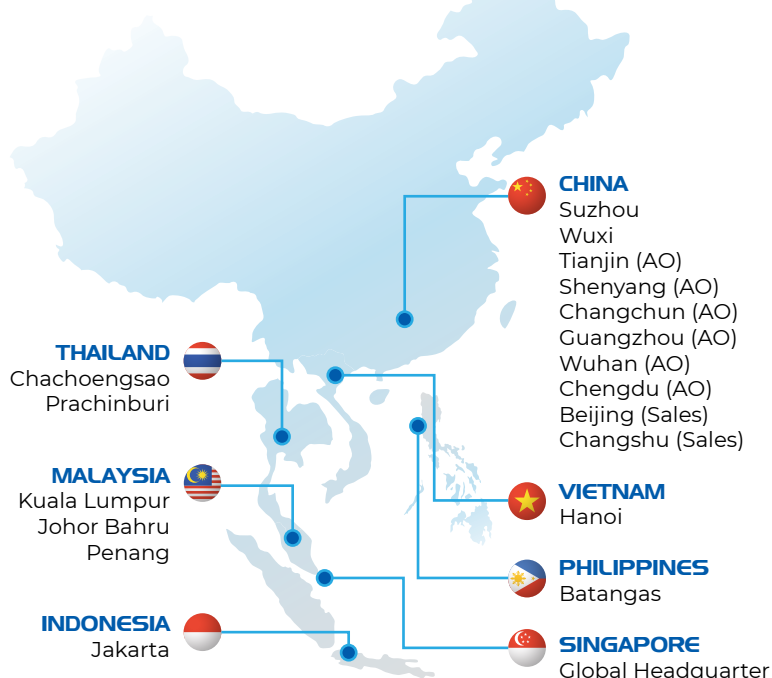 CHINA
Suzhou
Wuxi
Tianjin (AO)
Shenyang (AO)
Changchun (AO)
Guangzhou (AO)
Wuhan (AO)
Chengdu (AO)
Beijing (Sales)
Changshu (Sales)
THAILAND
Chachoengsao
Prachinburi
MALAYSIA
Kuala Lumpur
Johor Bahru
Penang
INDONESIA
Jakarta
VIETNAM
Hanoi
PHILIPPINES
Batangas
SINGAPORE
Global Headquarter